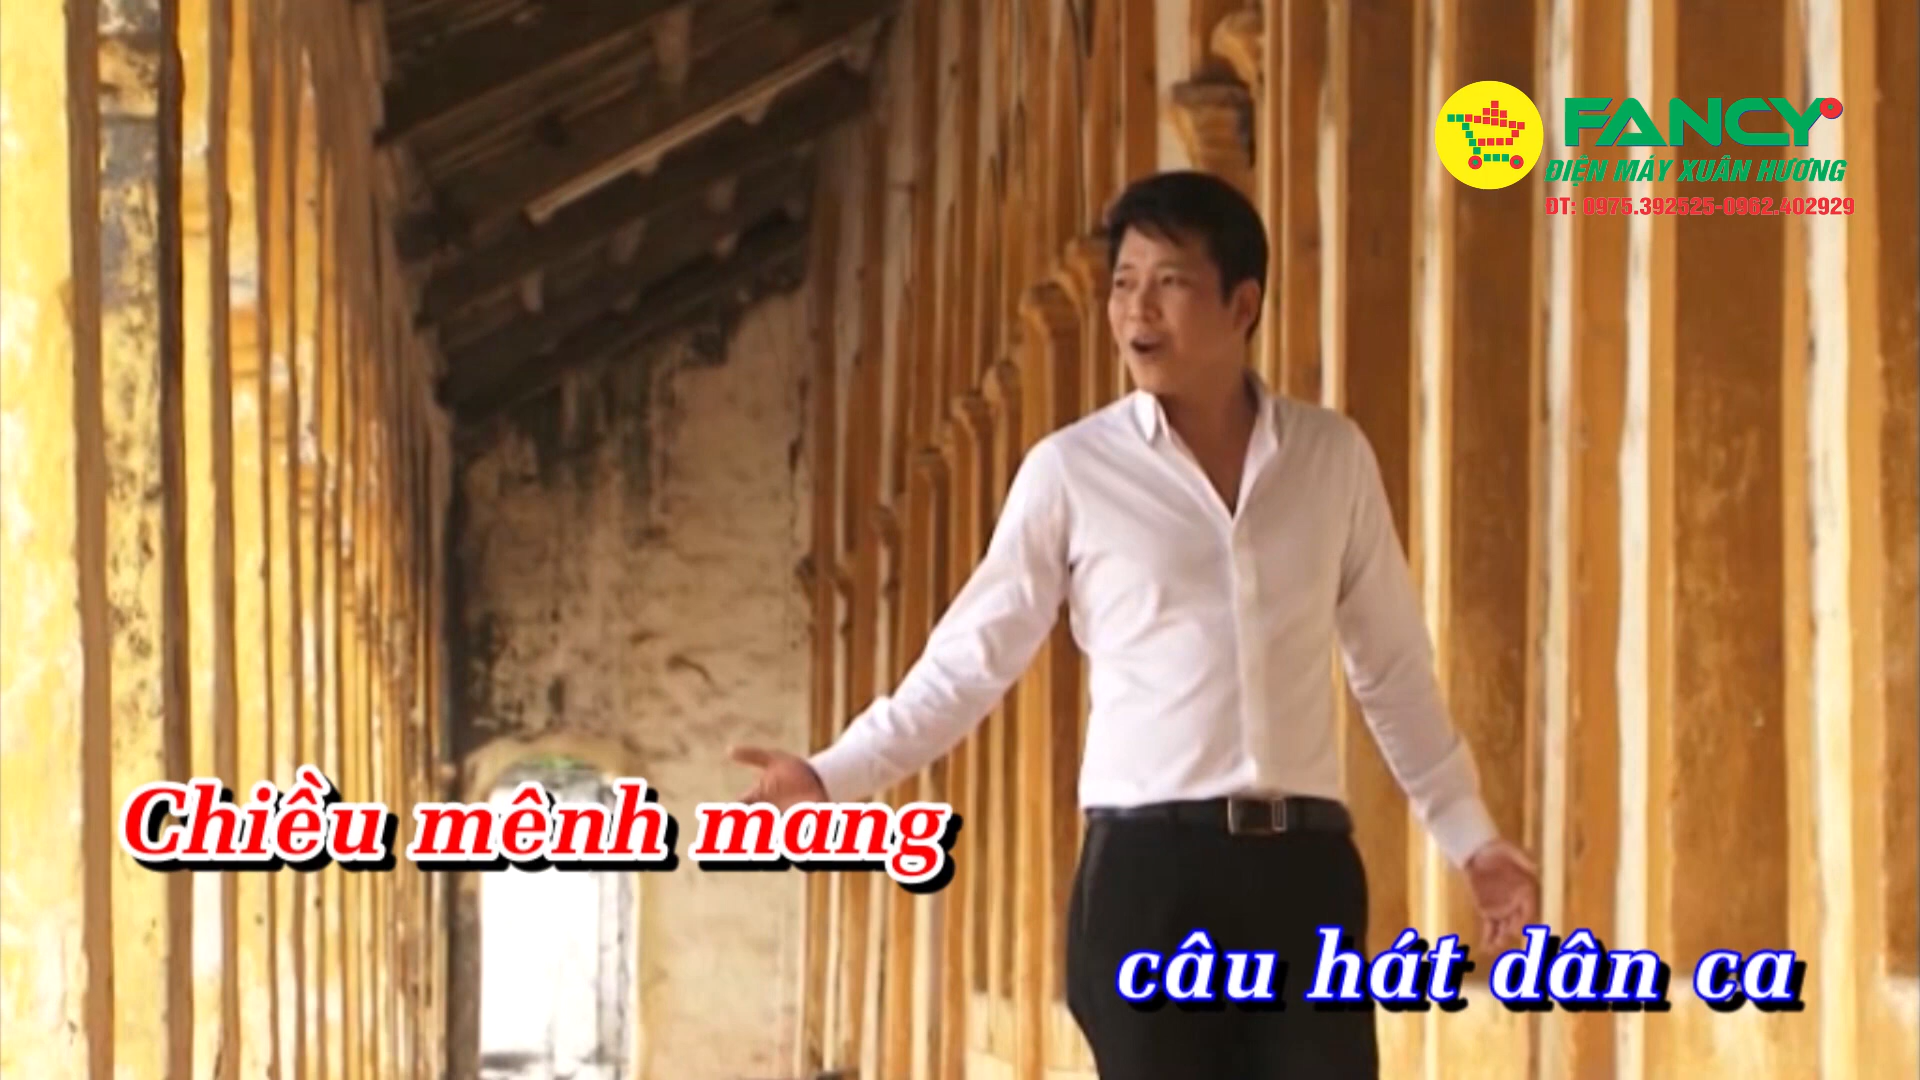 FANCY
ĐIỆN MÁY XUÂN HƯƠNG
ĐT: 0975.392525-0962.402929
Chiều mênh mang
câu hát dân ca